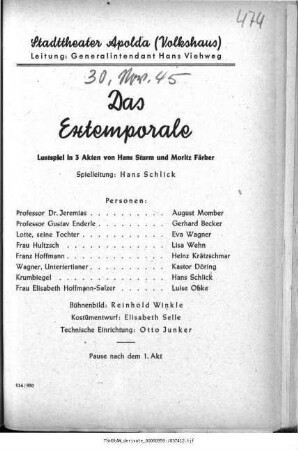 474
Stadttheater Apolda (Volkshaus)
Leitung: Generalintendant Hans Viehweg
30. Nov. 45
Das
Extemporale
Lustspiel in 3 Akten von Hans Sturm und Moritz Färber
Spielleitung: Hans Schlick
Personen:
Professor Dr. Jeremias . . . . . . . . . . August Momber
Professor Gustav Enderle . . . . . . . . . Gerhard Becker
Lotte, seine Tochter . . . . . . . . . . Eva Wagner
Frau Hultzsch . . . . . . . . . . Lisa Wehn
Franz Hoffmann . . . . . . . . . . Heinz Krätzschmar
Wagner, Untertertianer . . . . . . . . . Kastor Döring
Krumbiegel . . . . . . . . . . Hans Schlick
Frau Elisabeth Hoffmann-Salzer . . . . . . . Luise Oßke
Bühnenbild: Reinhold Winkle
Kostümentwurf: Elisabeth Selle
Technische Einrichtung: Otto Junker
Pause nach dem 1. Akt